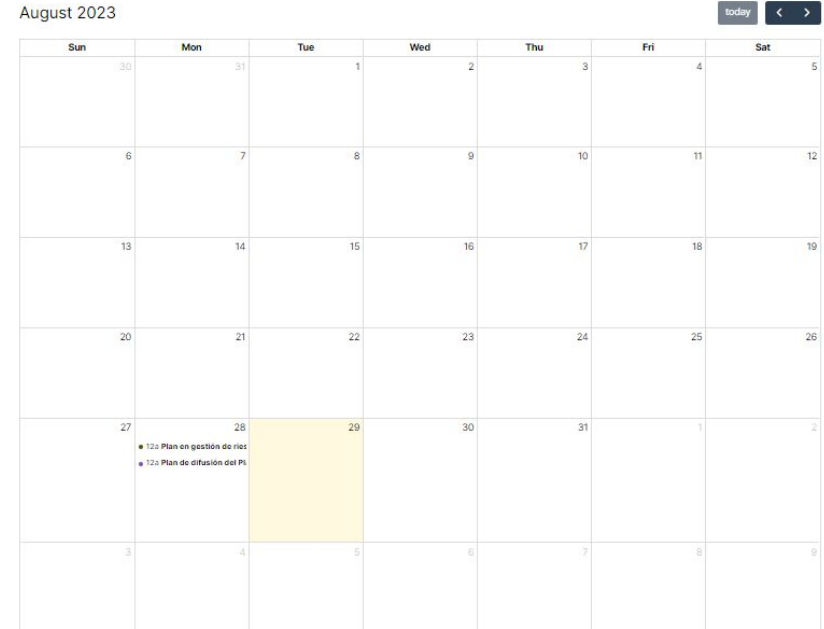 August 2023 today < >
Sun Mon Tue Wed Thu Fri Sat
30 31 1 2 3 4 5
6 7 8 9 10 11 12
13 14 15 16 17 18 19
20 21 22 23 24 25 26
27 28 29 30 31 1 2
12a Plan en gestión de ries
12a Plan de difusión del
3 4 5 6 7 8 9